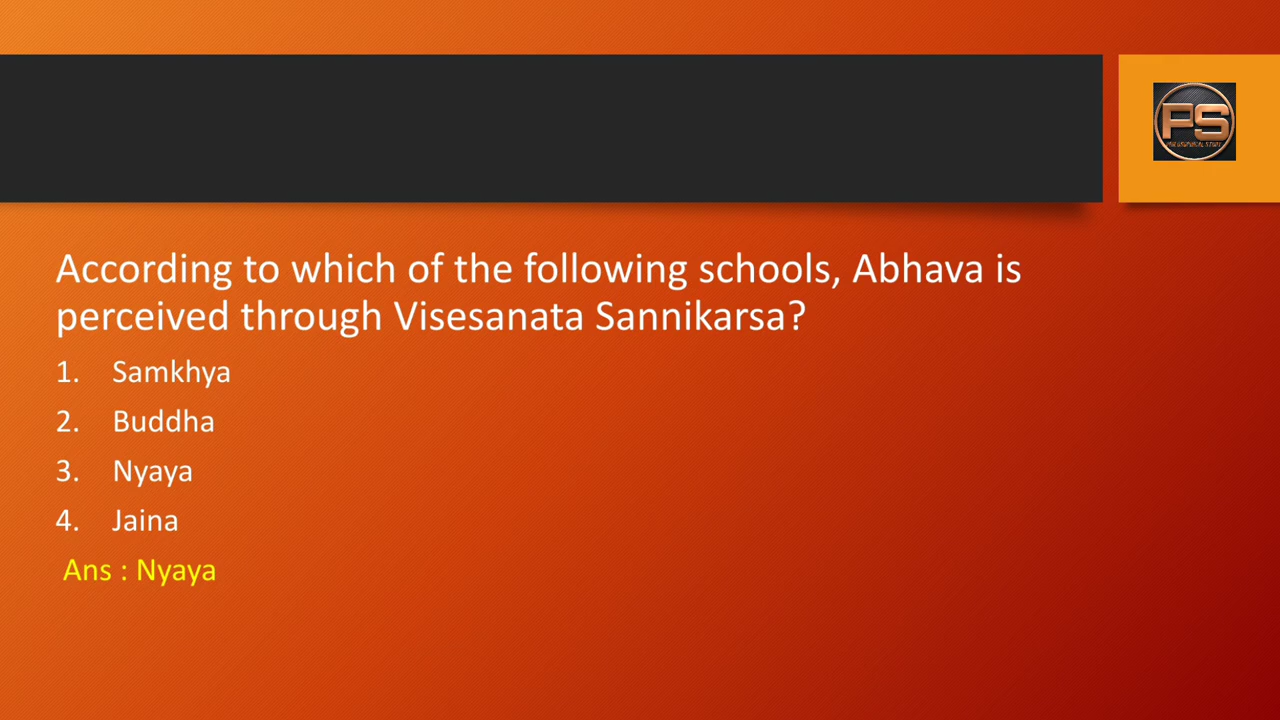 PS
According to which of the following schools, Abhava is
perceived through Visesanata Sannikarsa?
1. Samkhya
2. Buddha
3. Nyaya
4. Jaina
Ans : Nyaya